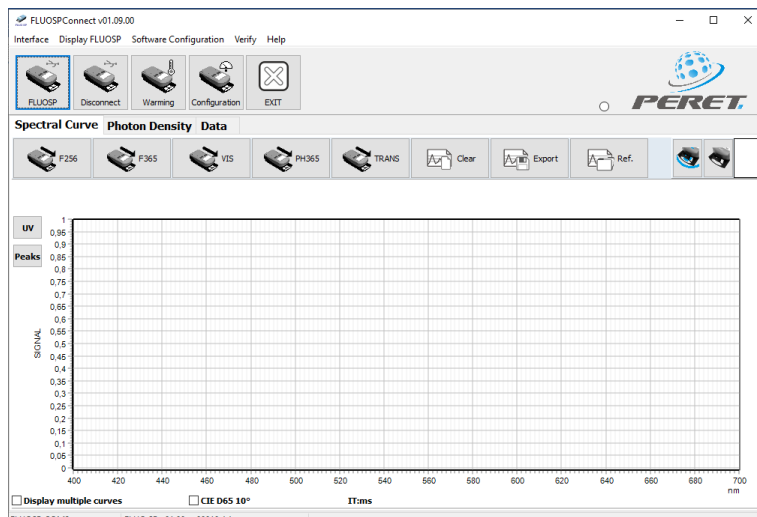 FLUOSPConnect v01.09.00
Interface Display FLUOSP Software Configuration Verify Help
FLUOSP Disconnect Warming Configuration EXIT
PERET.
Spectral Curve Photon Density Data
F256 F365 VIS PH365 TRANS Clear Export Ref.
UV
Peaks
SIGNAL
1
0,95
0,9
0,85
0,8
0,75
0,7
0,65
0,6
0,55
0,5
0,45
0,4
0,35
0,3
0,25
0,2
0,15
0,1
0,05
0
400 420 440 460 480 500 520 540 560 580 600 620 640 660 680 700
nm
Display multiple curves CIE D65 10° IT:ms